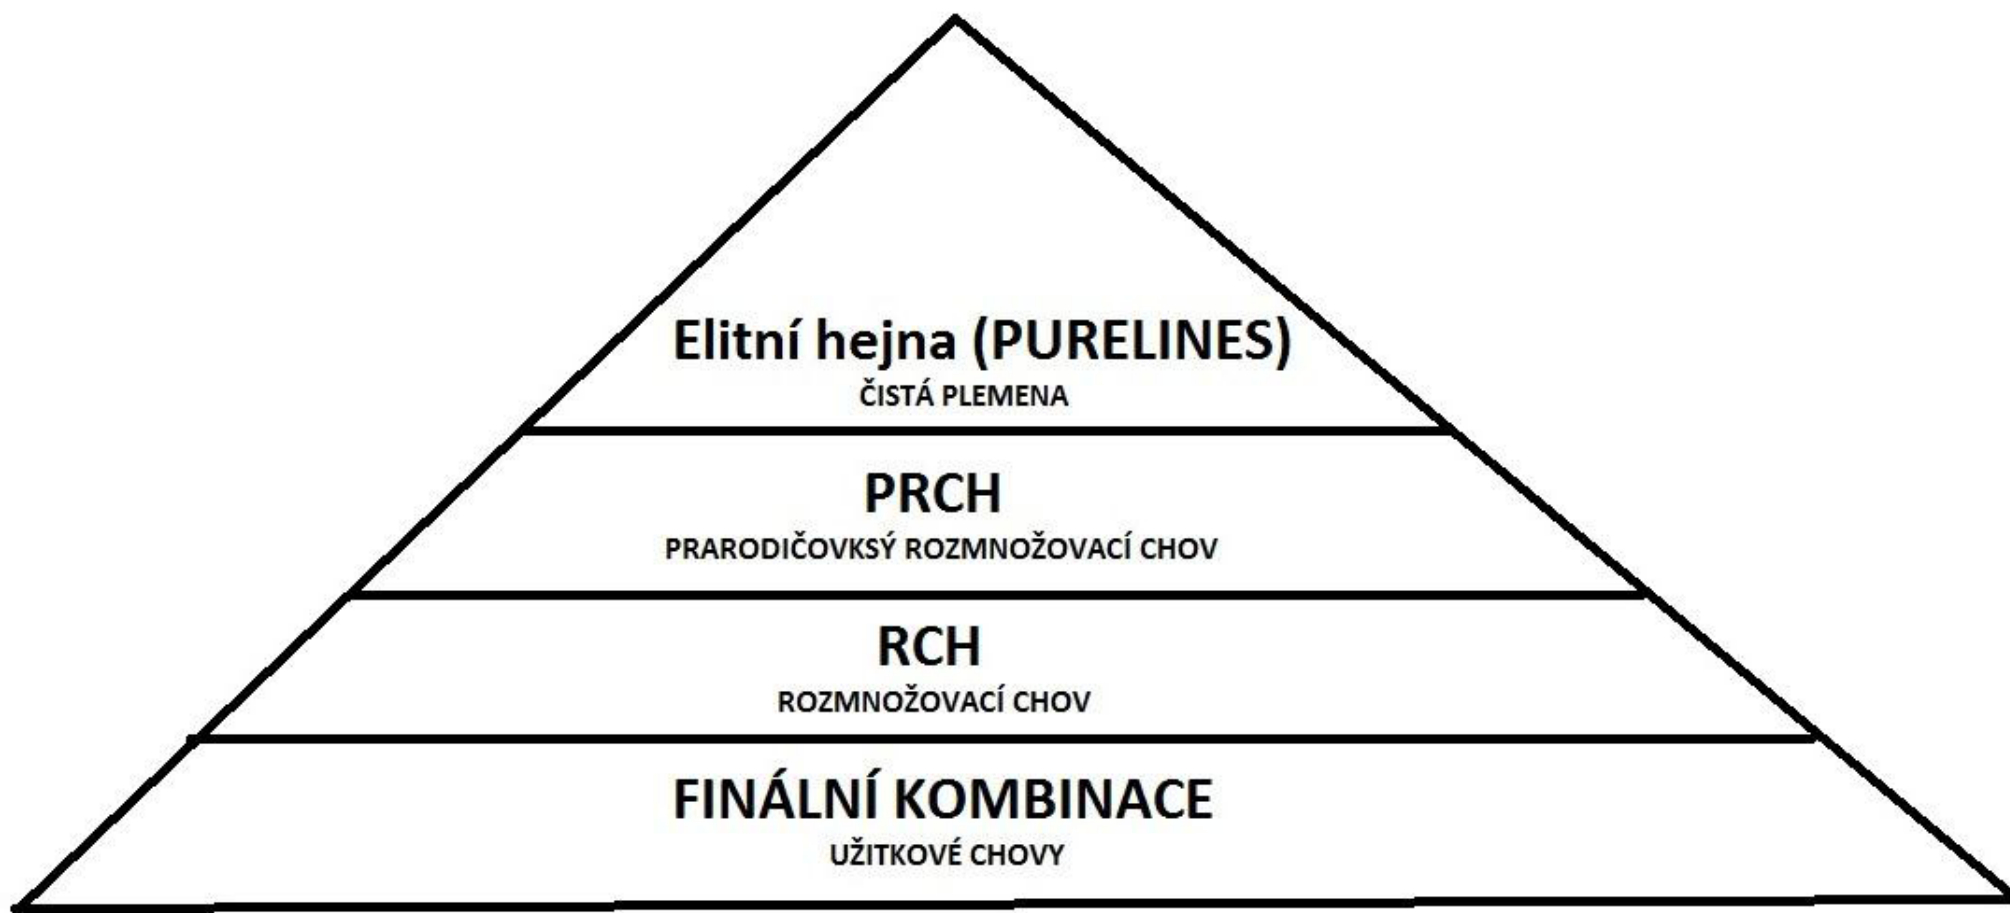 Elitní hejna (PURELINES)
ČISTÁ PLEMENA
PRCH
PRARODIČOVKSÝ ROZMNOŽOVACÍ CHOV
RCH
ROZMNOŽOVACÍ CHOV
FINÁLNÍ KOMBINACE
UŽITKOVÉ CHOVY